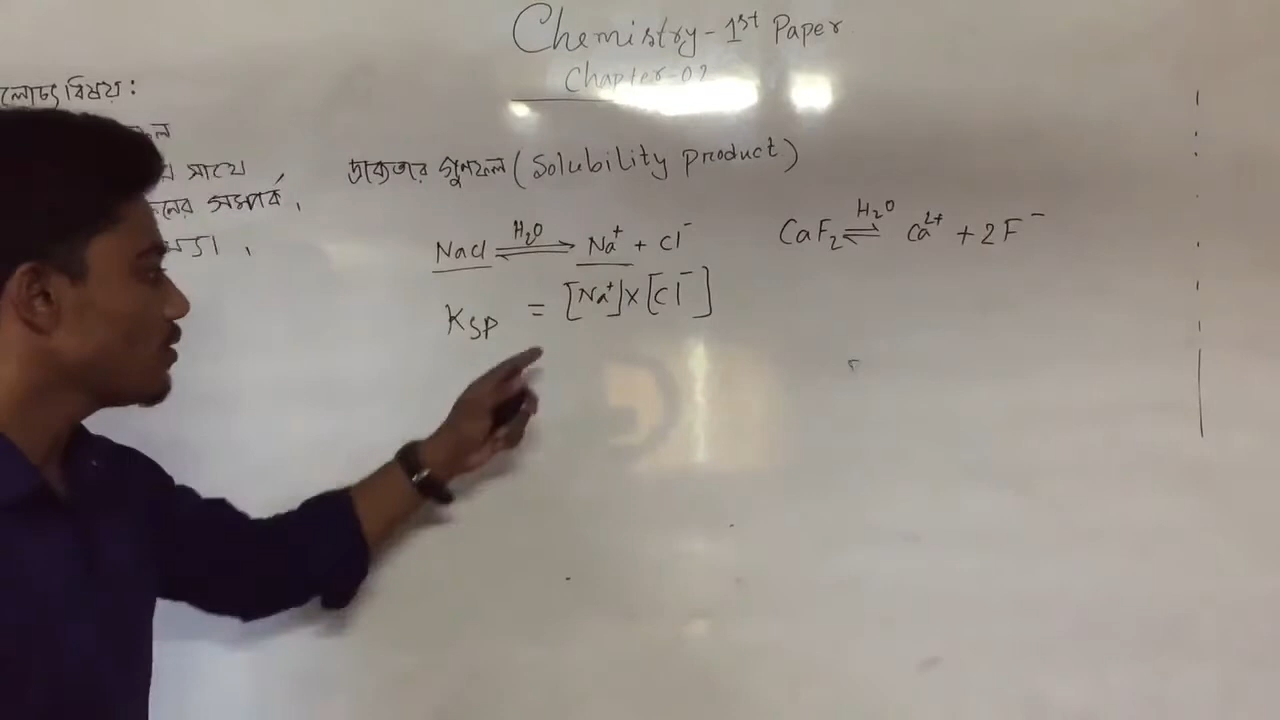 Chemistry - 1st Paper
Chapter-02
লোচ্য বিষয় :
সাথে
সম্পর্ক,
দ্রাব্যতার গুণফল (Solubility product)
NaCl ⇌ H₂O Na⁺ + Cl⁻
CaF₂ ⇌ H₂O Ca²⁺ + 2F⁻
KSP = [Na⁺]×[Cl⁻]